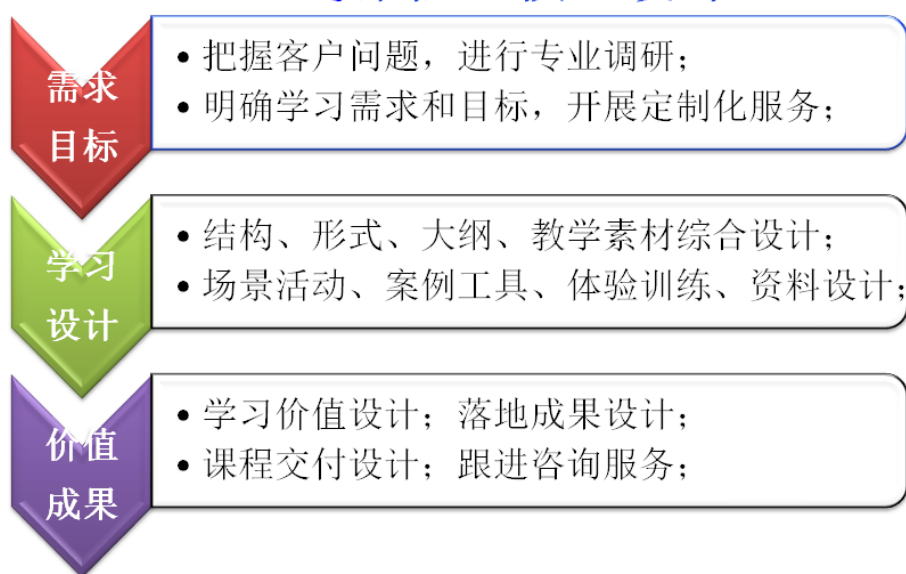 需求
目标
• 把握客户问题，进行专业调研；
• 明确学习需求和目标，开展定制化服务；
学习
设计
• 结构、形式、大纲、教学素材综合设计；
• 场景活动、案例工具、体验训练、资料设计；
价值
成果
• 学习价值设计；落地成果设计；
• 课程交付设计；跟进咨询服务；